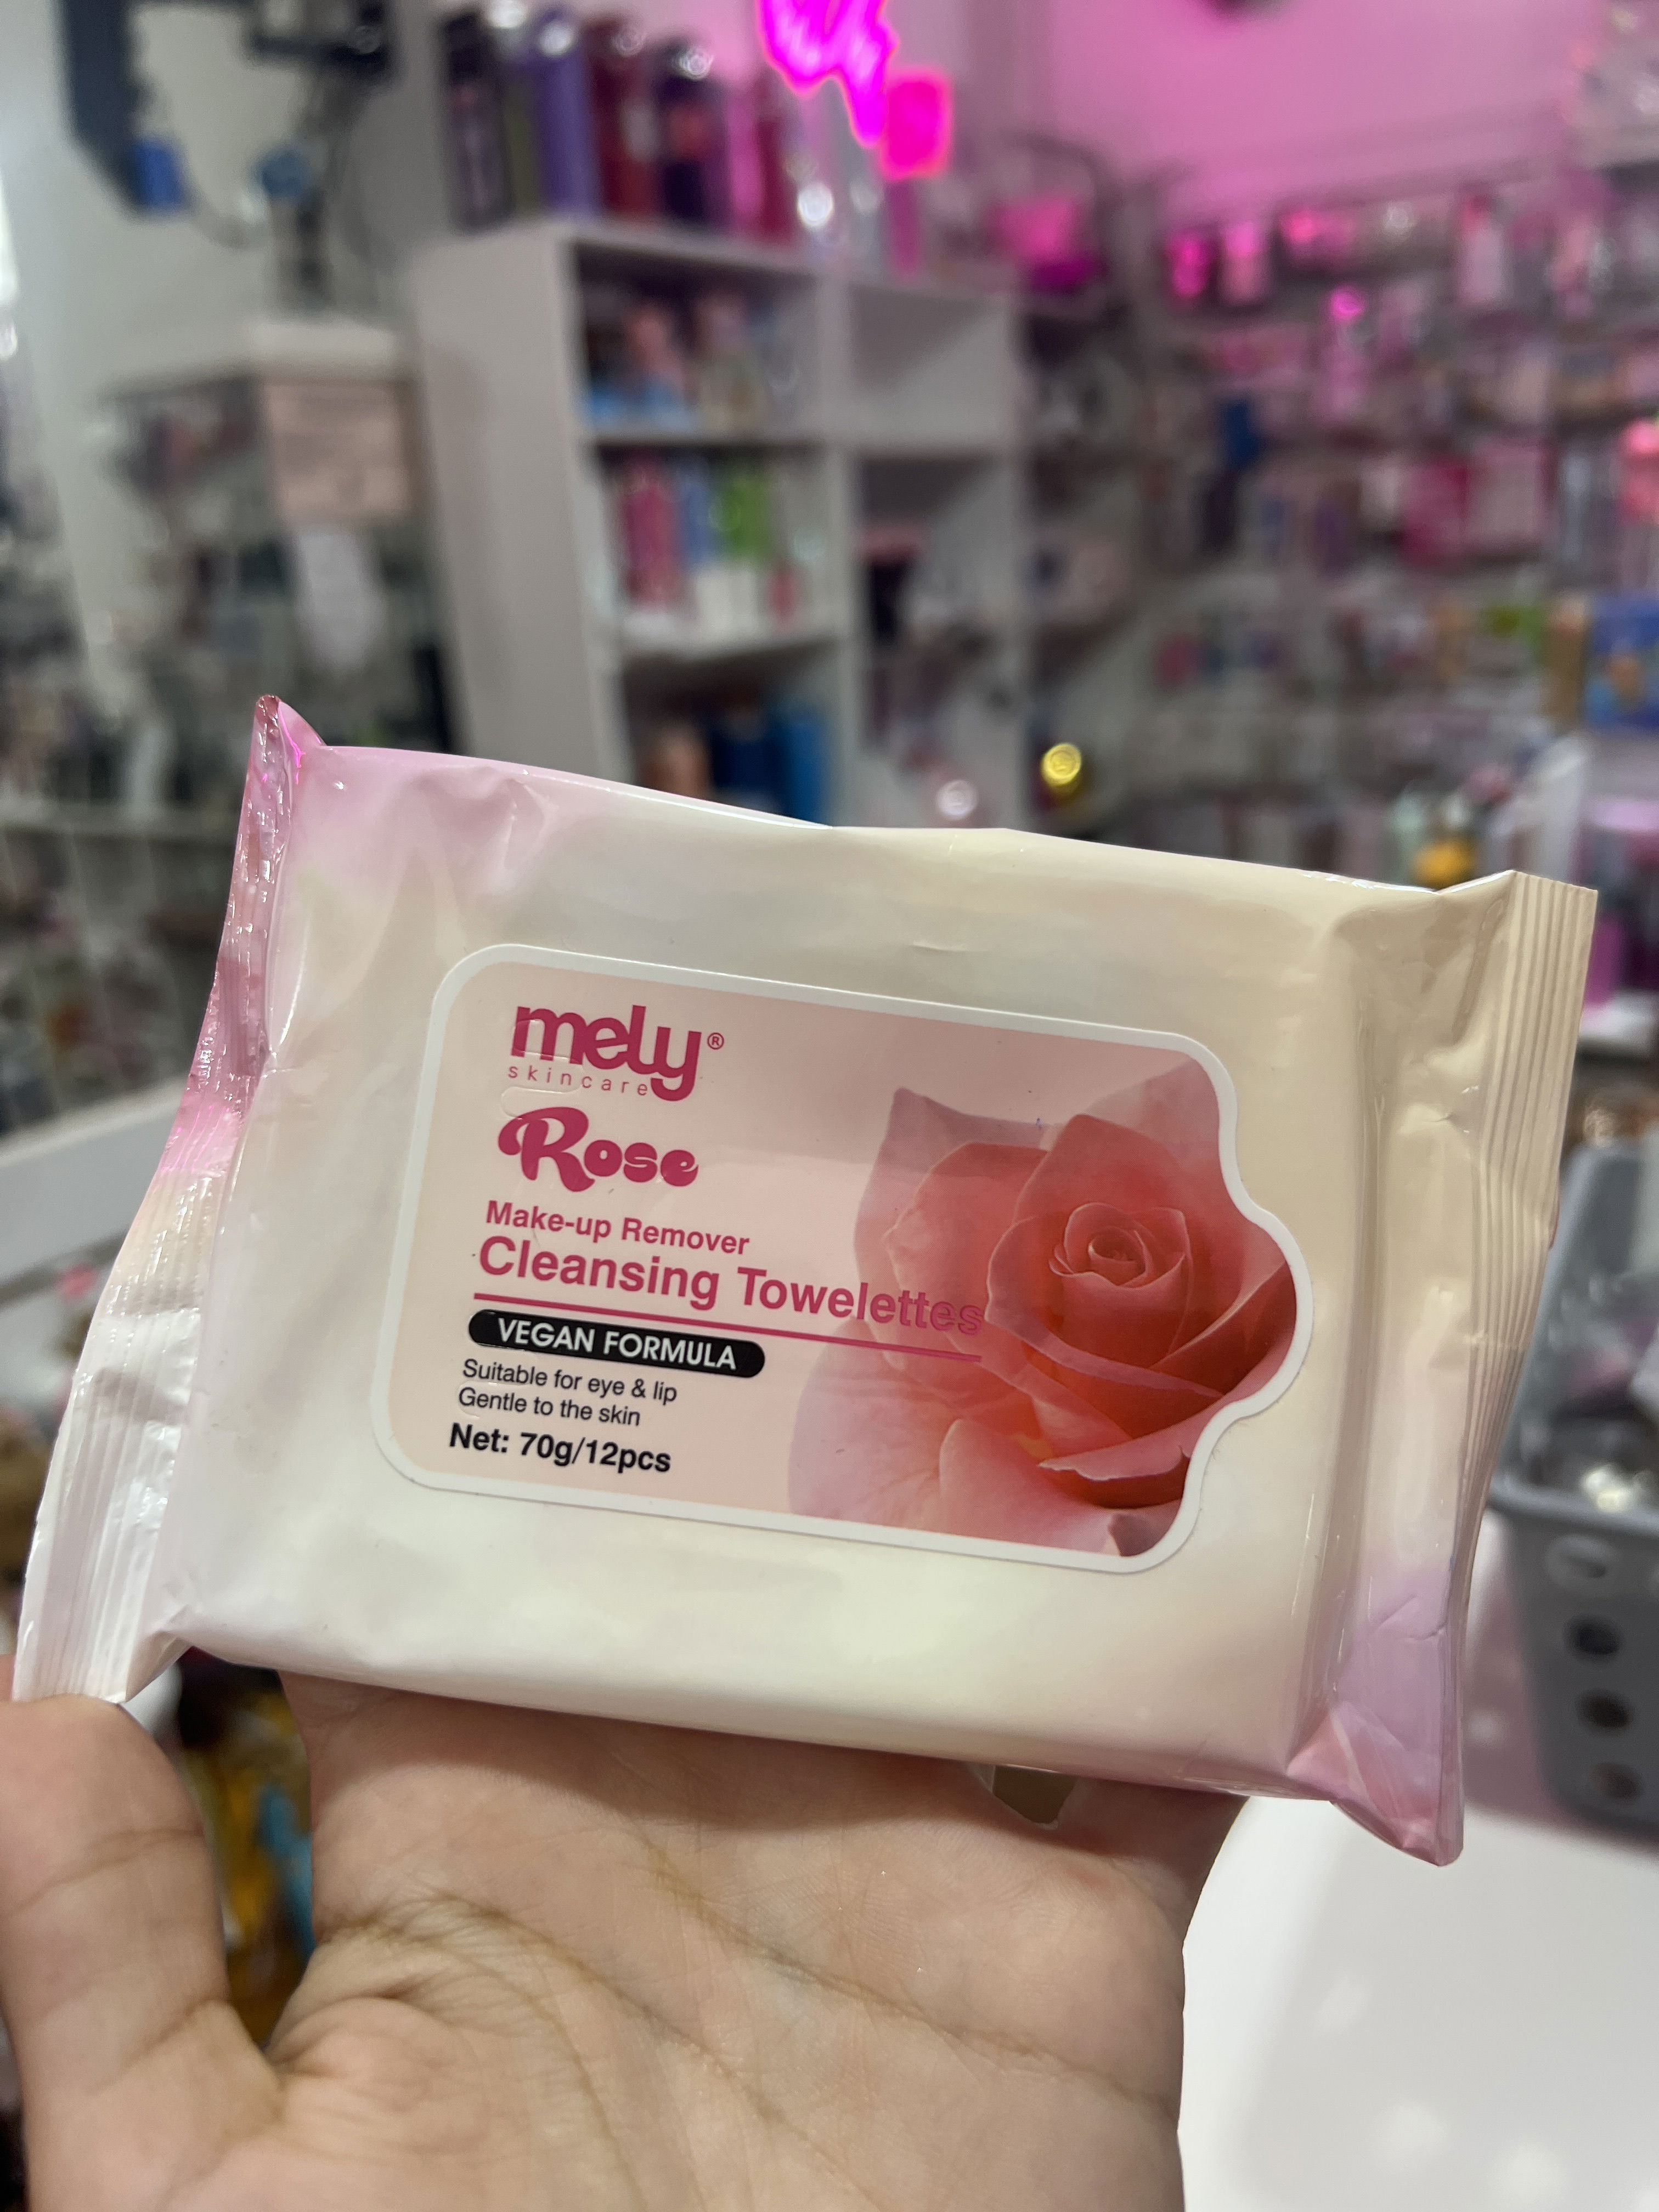 mely®
skincare
Rose
Make-up Remover
Cleansing Towelettes
VEGAN FORMULA
Suitable for eye & lip
Gentle to the skin
Net: 70g/12pcs